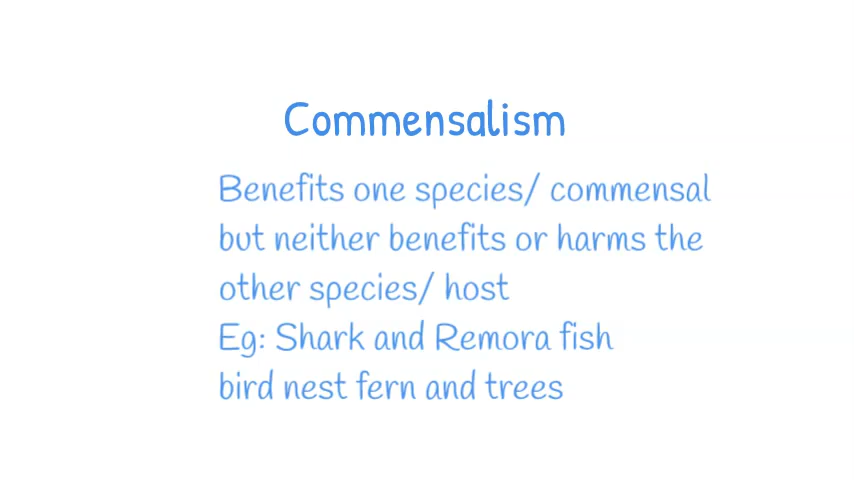 Commensalism
Benefits one species/ commensal
but neither benefits or harms the
other species/ host
Eg: Shark and Remora fish
bird nest fern and trees